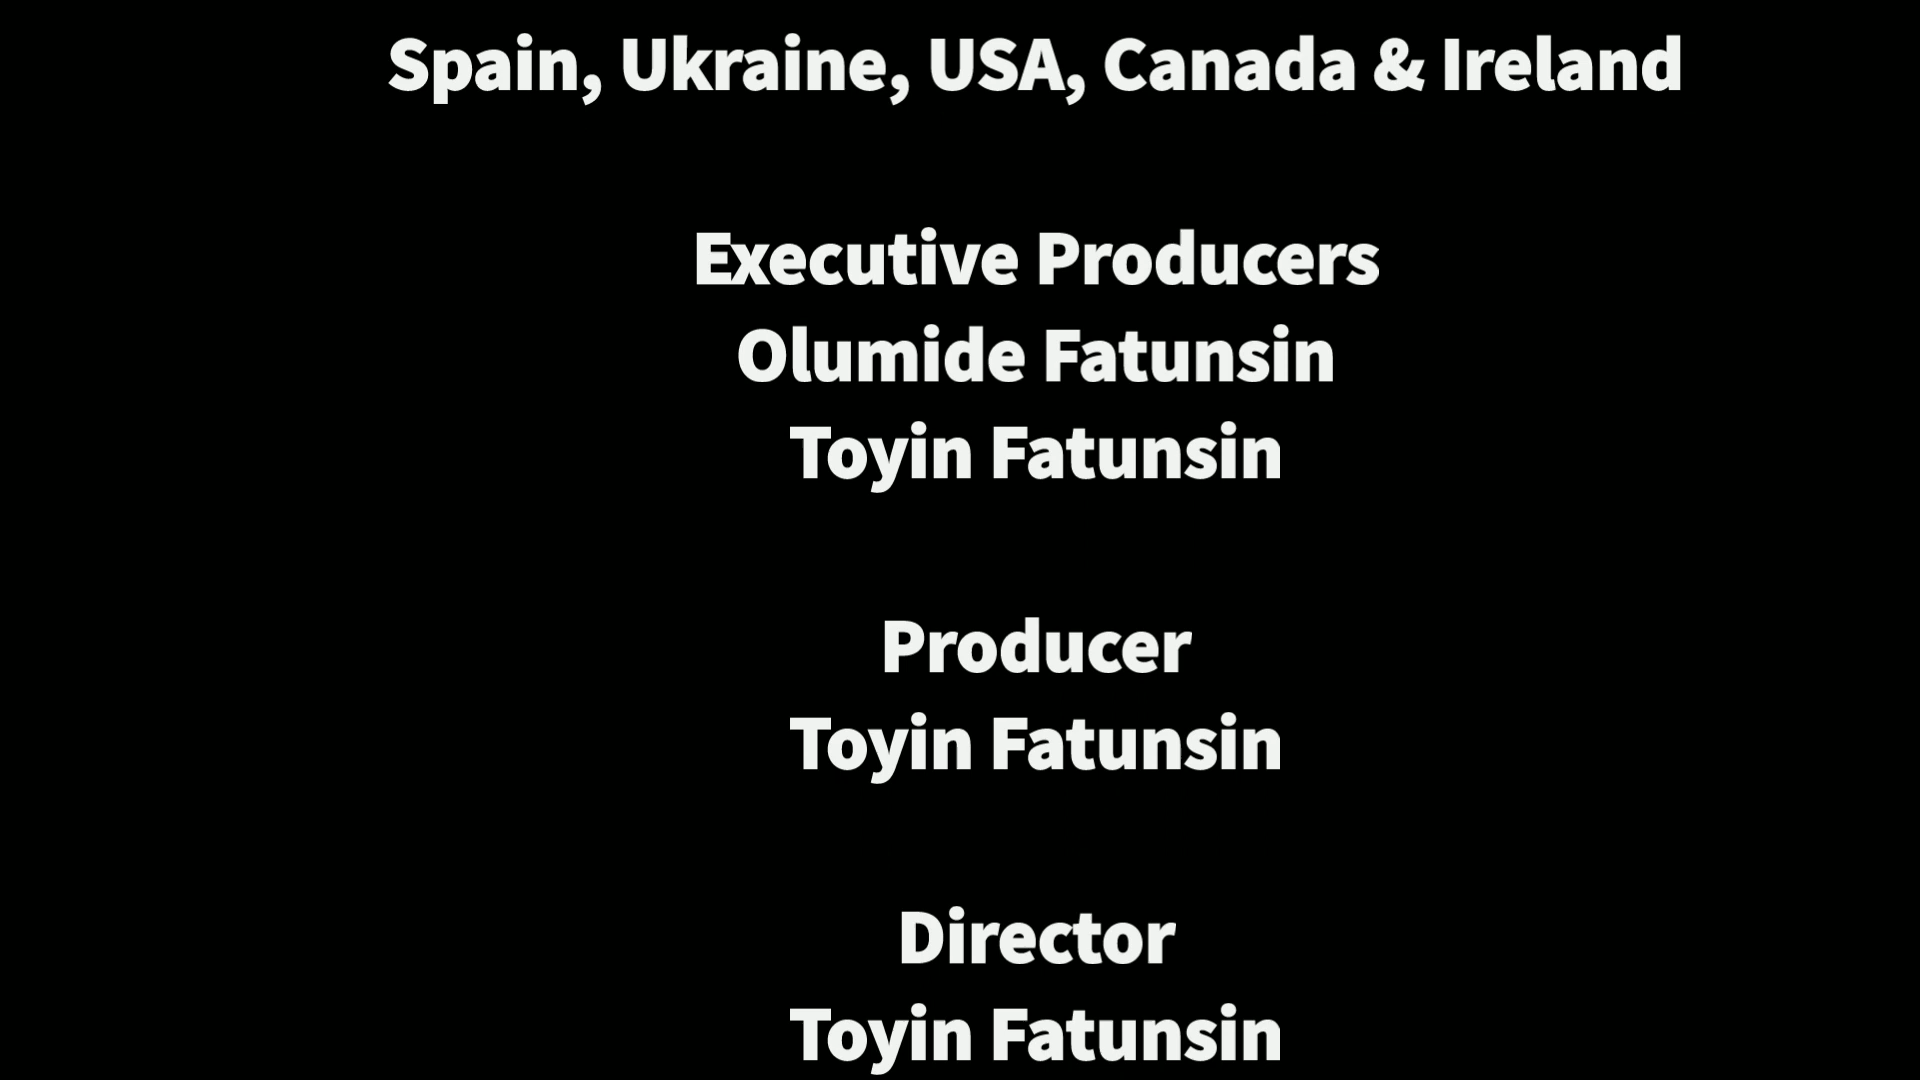 Spain, Ukraine, USA, Canada & Ireland
Executive Producers
Olumide Fatunsin
Toyin Fatunsin
Producer
Toyin Fatunsin
Director
Toyin Fatunsin